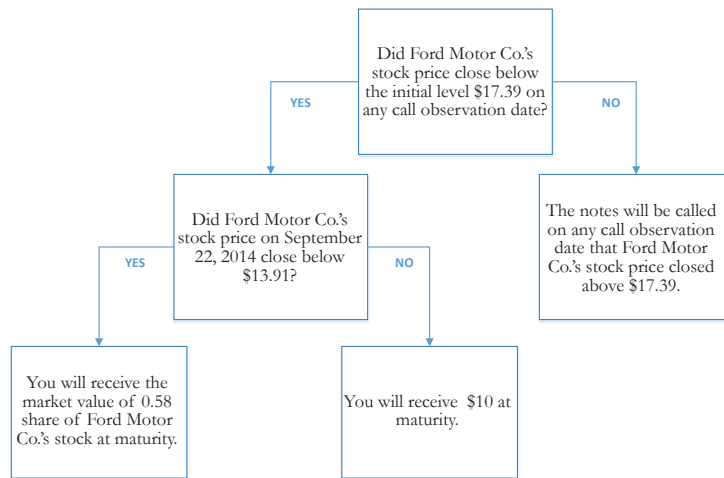 Did Ford Motor Co.'s
stock price close below
the initial level $17.39 on
any call observation date?
YES
NO
Did Ford Motor Co.'s
stock price on September
22, 2014 close below
$13.91?
The notes will be called
on any call observation
date that Ford Motor
Co.'s stock price closed
above $17.39.
YES
NO
You will receive the
market value of 0.58
share of Ford Motor
Co.'s stock at maturity.
You will receive $10 at
maturity.